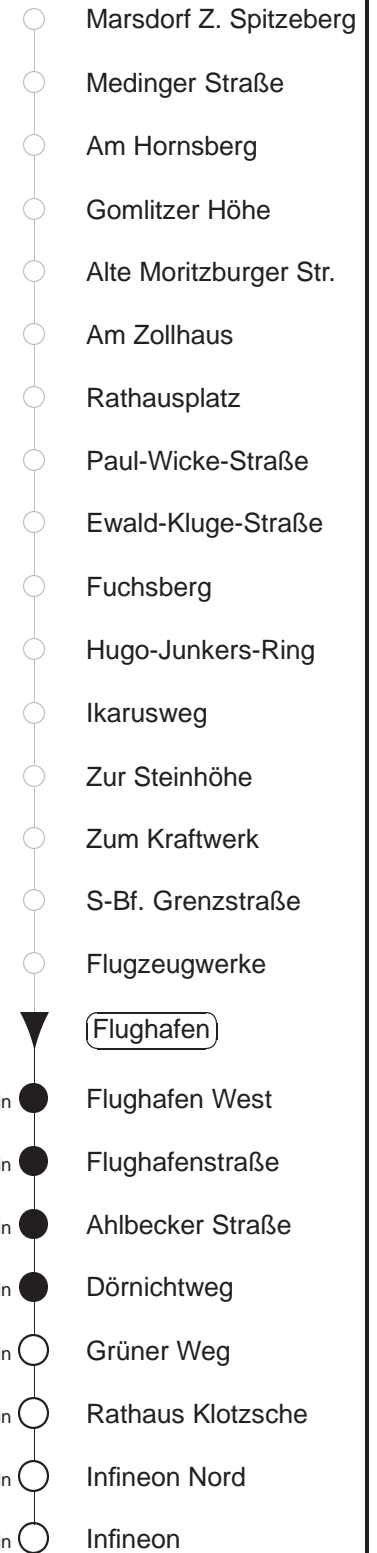 Marsdorf Z. Spitzeberg
Medinger Straße
Am Hornsberg
Gomlitzer Höhe
Alte Moritzburger Str.
Am Zollhaus
Rathausplatz
Paul-Wicke-Straße
Ewald-Kluge-Straße
Fuchsberg
Hugo-Junkers-Ring
Ikarusweg
Zur Steinhöhe
Zum Kraftwerk
S-Bf. Grenzstraße
Flugzeugwerke
Flughafen
Flughafen West
Flughafenstraße
Ahlbecker Straße
Dörnichtweg
Grüner Weg
Rathaus Klotzsche
Infineon Nord
Infineon